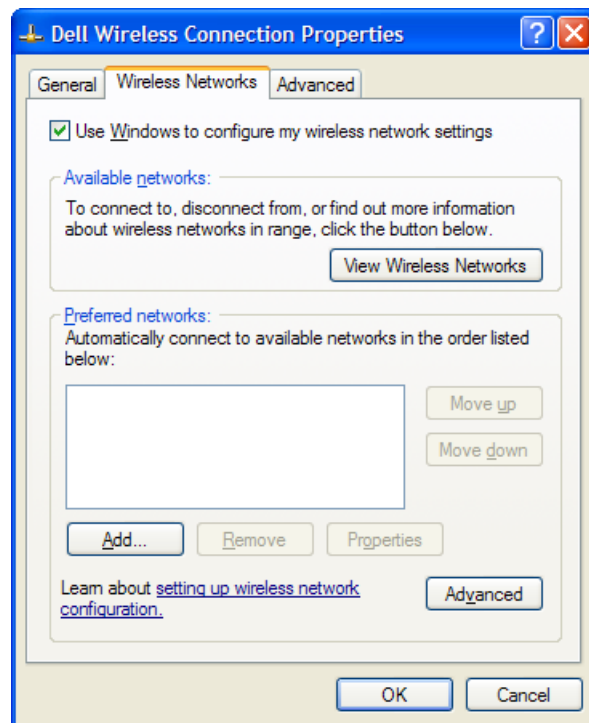 Dell Wireless Connection Properties
General
Wireless Networks
Advanced
Use Windows to configure my wireless network settings
Available networks:
To connect to, disconnect from, or find out more information
about wireless networks in range, click the button below.
View Wireless Networks
Preferred networks:
Automatically connect to available networks in the order listed
below:
Move up
Move down
Add...
Remove
Properties
Learn about setting up wireless network
configuration.
Advanced
OK
Cancel